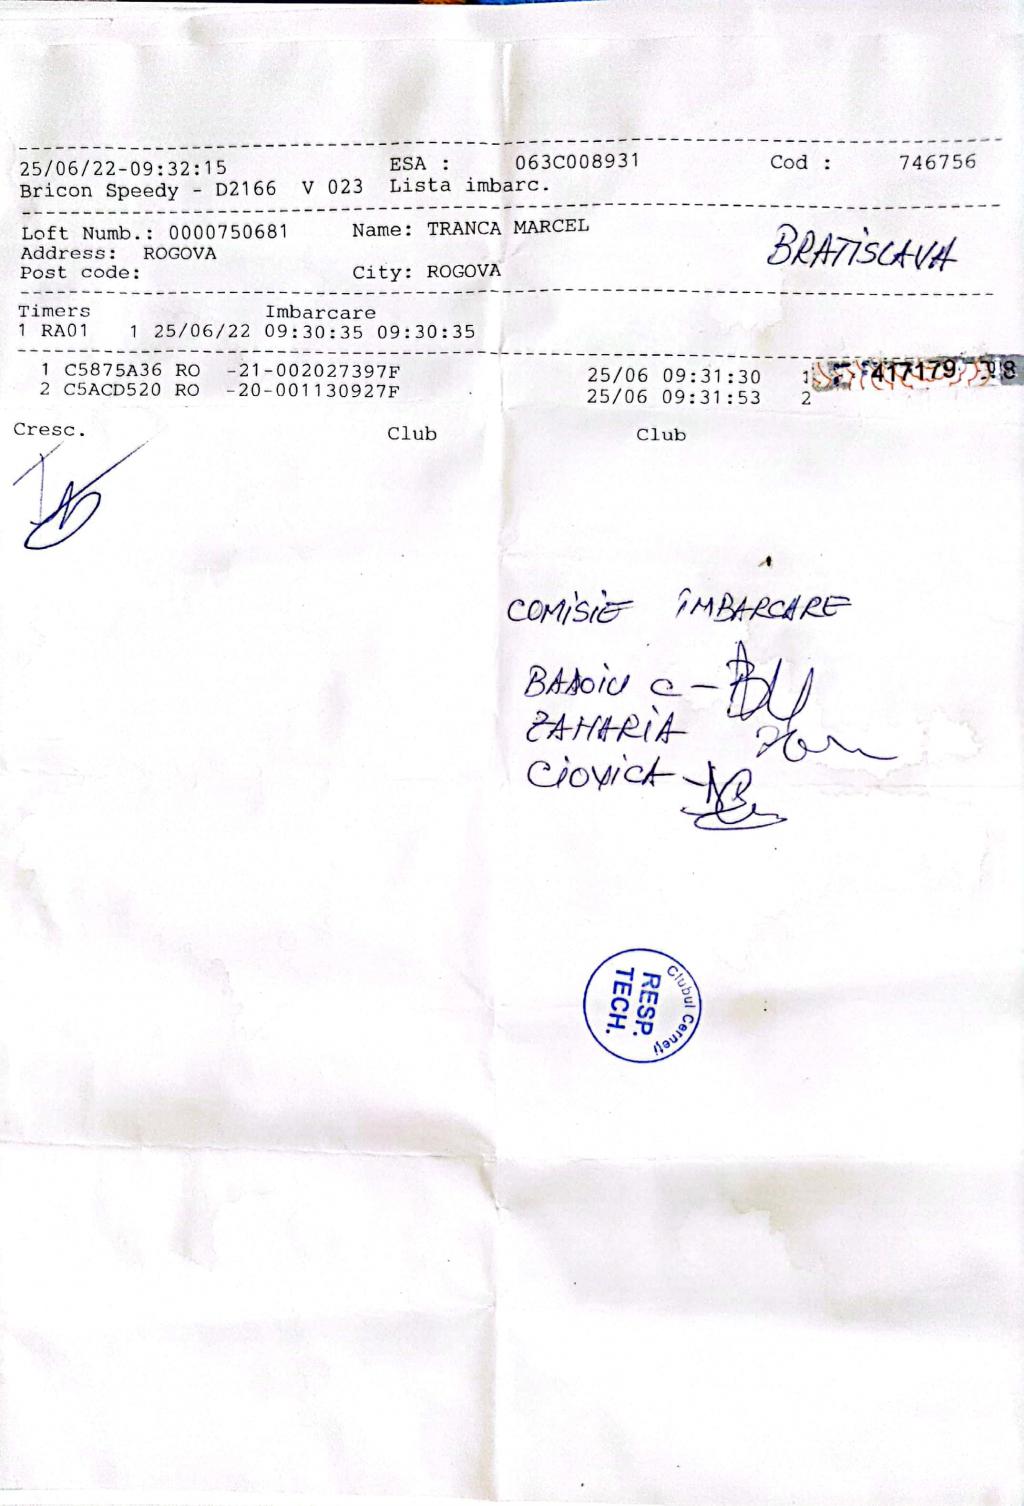 25/06/22-09:32:15 ESA : 063C008931 Cod : 746756
Bricon Speedy - D2166 V 023 Lista imbarc.
Loft Numb.: 0000750681 Name: TRANCA MARCEL
BRATISLAVA
Address: ROGOVA
Post code: City: ROGOVA
Timers Imbarcare
1 RA01 1 25/06/22 09:30:35 09:30:35
1 C5875A36 RO -21-002027397F 25/06 09:31:30 1 417179
2 C5ACD520 RO -20-001130927F 25/06 09:31:53 2
Cresc. Club Club
COMISIE ÎMBARCARE
BADOIU C -
ZAHARIA
CIOVICA -
Clubul Cerneți
RESP.
TECH.